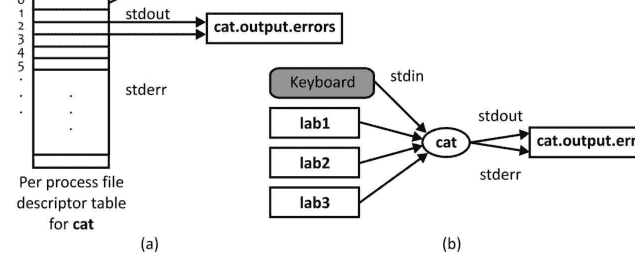 0
stdout
1
2
cat.output.errors
3
4
5
stderr
Keyboard
stdin
lab1
stdout
lab2
cat
cat.output.err
stderr
lab3
Per process file
descriptor table
for cat
(a)
(b)